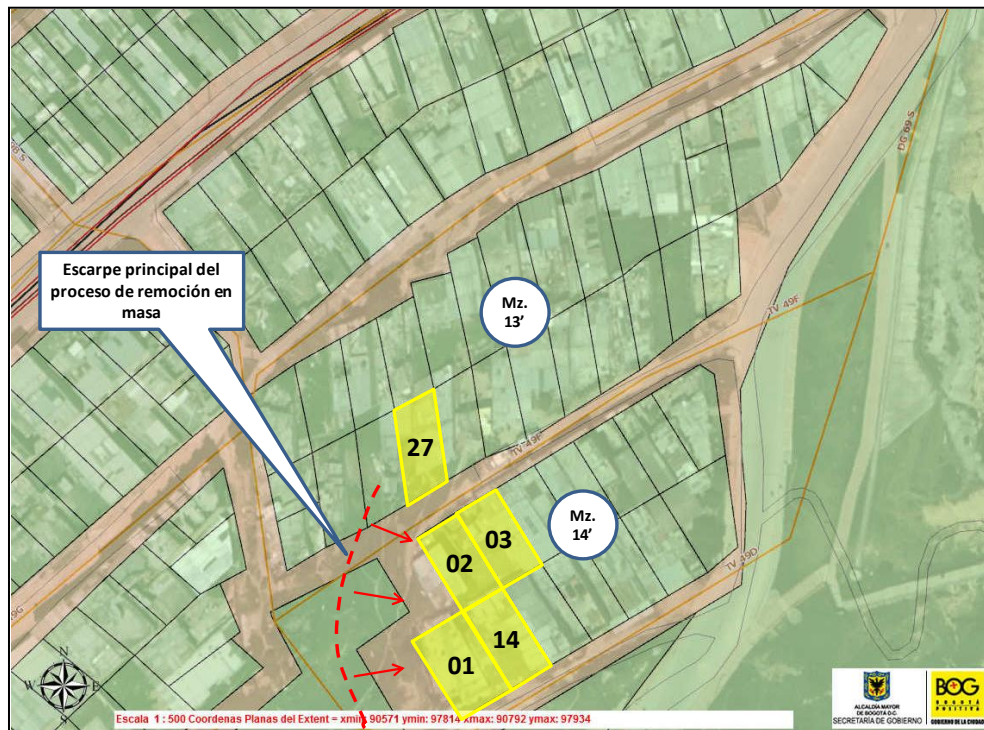 DG 69 S
Escarpe principal del
proceso de remoción en
masa
Mz.
13'
TV 49F
27
TV 49F
Mz.
14'
03
02
TV 49D
14
01
N
W
E
S
Escala 1 : 500 Coordenas Planas del Extent = xmin: 90571 ymin: 97814 xmax: 90792 ymax: 97934
ALCALDÍA MAYOR
DE BOGOTÁ D.C.
SECRETARÍA DE GOBIERNO
BOG
BOGOTÁ
POSITIVA
GOBIERNO DE LA CIUDAD